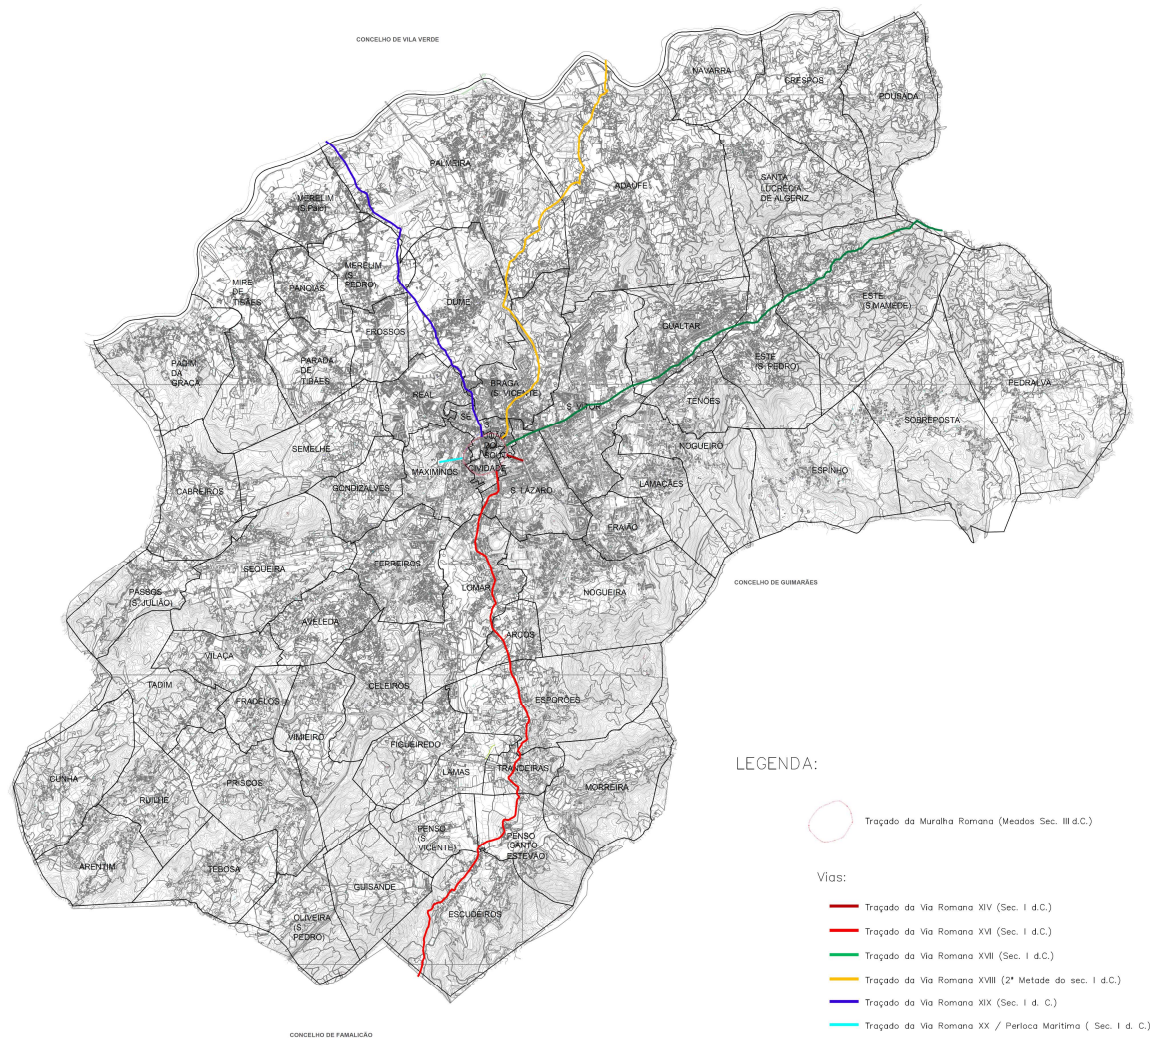 CONCELHO DE VILA VERDE
NAVARRA
CRESPOS
POUSADA
PALMEIRA
ADAUFE
SANTA
LUCRECIA
DE ALGERIZ
MERELIM
(S.Paio)
MERELIM
(S.
PEDRO)
PANOIAS
MIRE
DE
TIBÃES
DUME
ESTE
(S.MAMEDE)
FROSSOS
GUALTAR
PADIM
DA
GRAÇA
PARADA
DE
TIBÃES
ESTE
(S. PEDRO)
PEDRALVA
REAL
BRAGA
(S. VICENTE)
TENÕES
SÉ
S. VITOR
SOBREPOSTA
SEMELHE
NOGUEIRO
MAXIMINOS
CIVIDADE
ESPINHO
GONDIZALVES
S. LÁZARO
LAMAÇÃES
CABREIROS
FRAIÃO
FERREIROS
SEQUEIRA
CONCELHO DE GUIMARÃES
PASSOS
(S. JULIÃO)
LOMAR
NOGUEIRA
AVELEDA
ARCOS
VILAÇA
TADIM
CELEIROS
FRADELOS
ESPORÕES
VIMIEIRO
FIGUEIREDO
LAMAS
TRANDEIRAS
CUNHA
PRISCOS
MORREIRA
RUILHE
PENSO
(S.
VICENTE)
PENSO
(SANTO
ESTEVÃO)
ARENTIM
TEBOSA
GUISANDE
ESCUDEIROS
OLIVEIRA
(S.
PEDRO)
CONCELHO DE FAMALICÃO
LEGENDA:
Traçado da Muralha Romana (Meados Sec. III d.C.)
Vias:
Traçado da Via Romana XIV (Sec. I d.C.)
Traçado da Via Romana XVI (Sec. I d.C.)
Traçado da Via Romana XVII (Sec. I d.C.)
Traçado da Via Romana XVIII (2ª Metade do sec. I d.C.)
Traçado da Via Romana XIX (Sec. I d. C.)
Traçado da Via Romana XX / Perloca Maritima ( Sec. I d. C.)